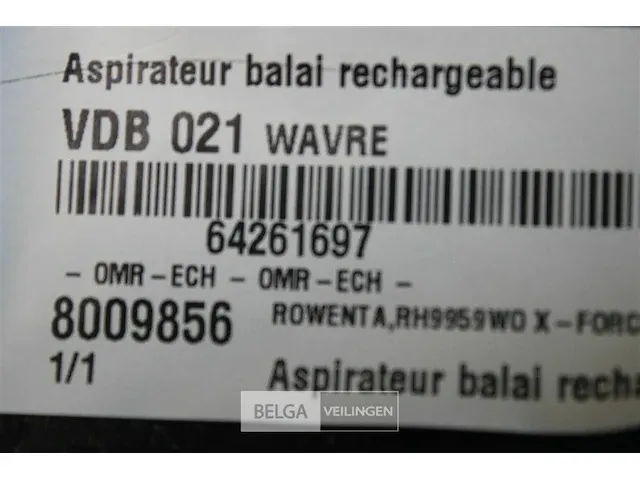 Aspirateur balai rechargeable
VDB 021 WAVRE
64261697
- OMR-ECH - OMR-ECH -
8009856 ROWENTA,RH9959WO X-FORC
1/1 Aspirateur balai recha
BELGA VEILINGEN